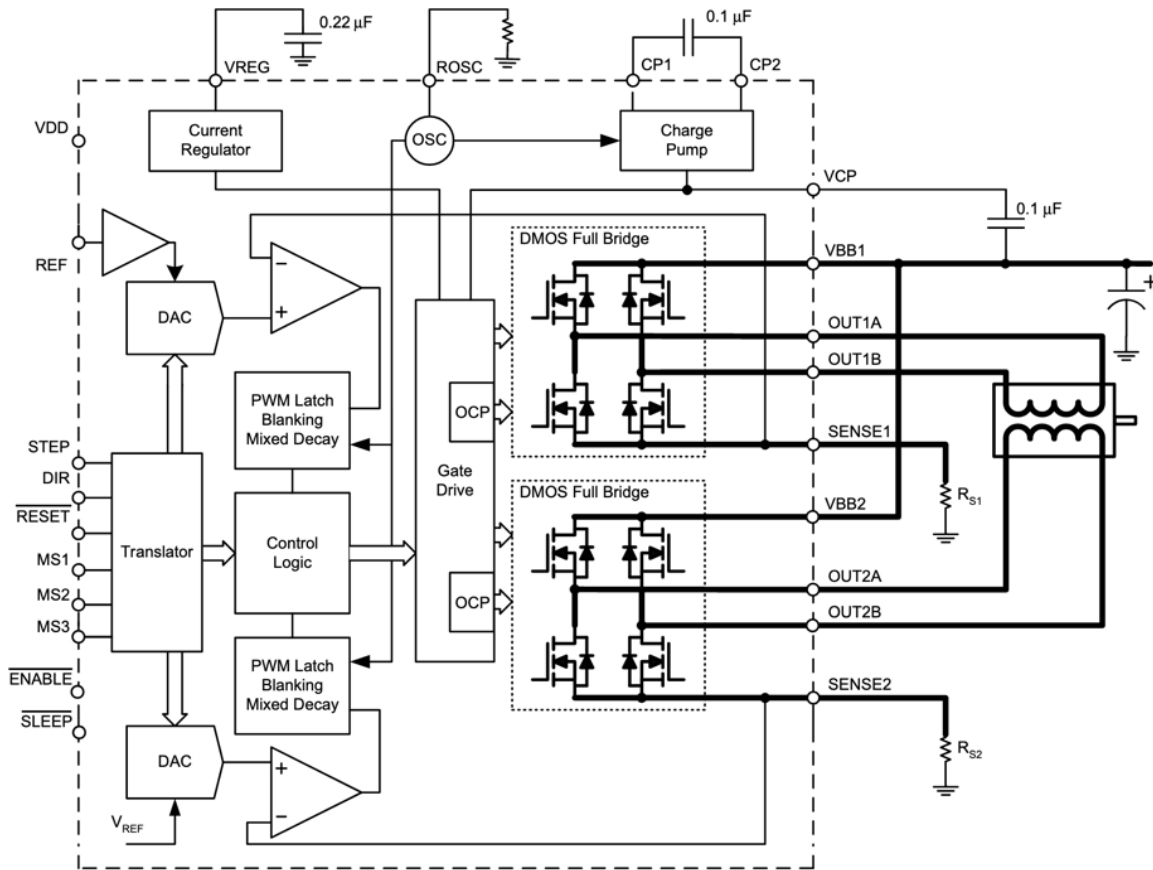 0.22 µF
0.1 µF
VREG
ROSC
CP1
CP2
VDD
Current
Regulator
OSC
Charge
Pump
VCP
0.1 µF
REF
DMOS Full Bridge
VBB1
−
+
DAC
+
OUT1A
OUT1B
PWM Latch
Blanking
Mixed Decay
OCP
SENSE1
STEP
DIR
RESET
MS1
MS2
MS3
ENABLE
SLEEP
Translator
Control
Logic
Gate
Drive
DMOS Full Bridge
RS1
VBB2
OUT2A
OCP
OUT2B
PWM Latch
Blanking
Mixed Decay
SENSE2
DAC
+
−
RS2
VREF